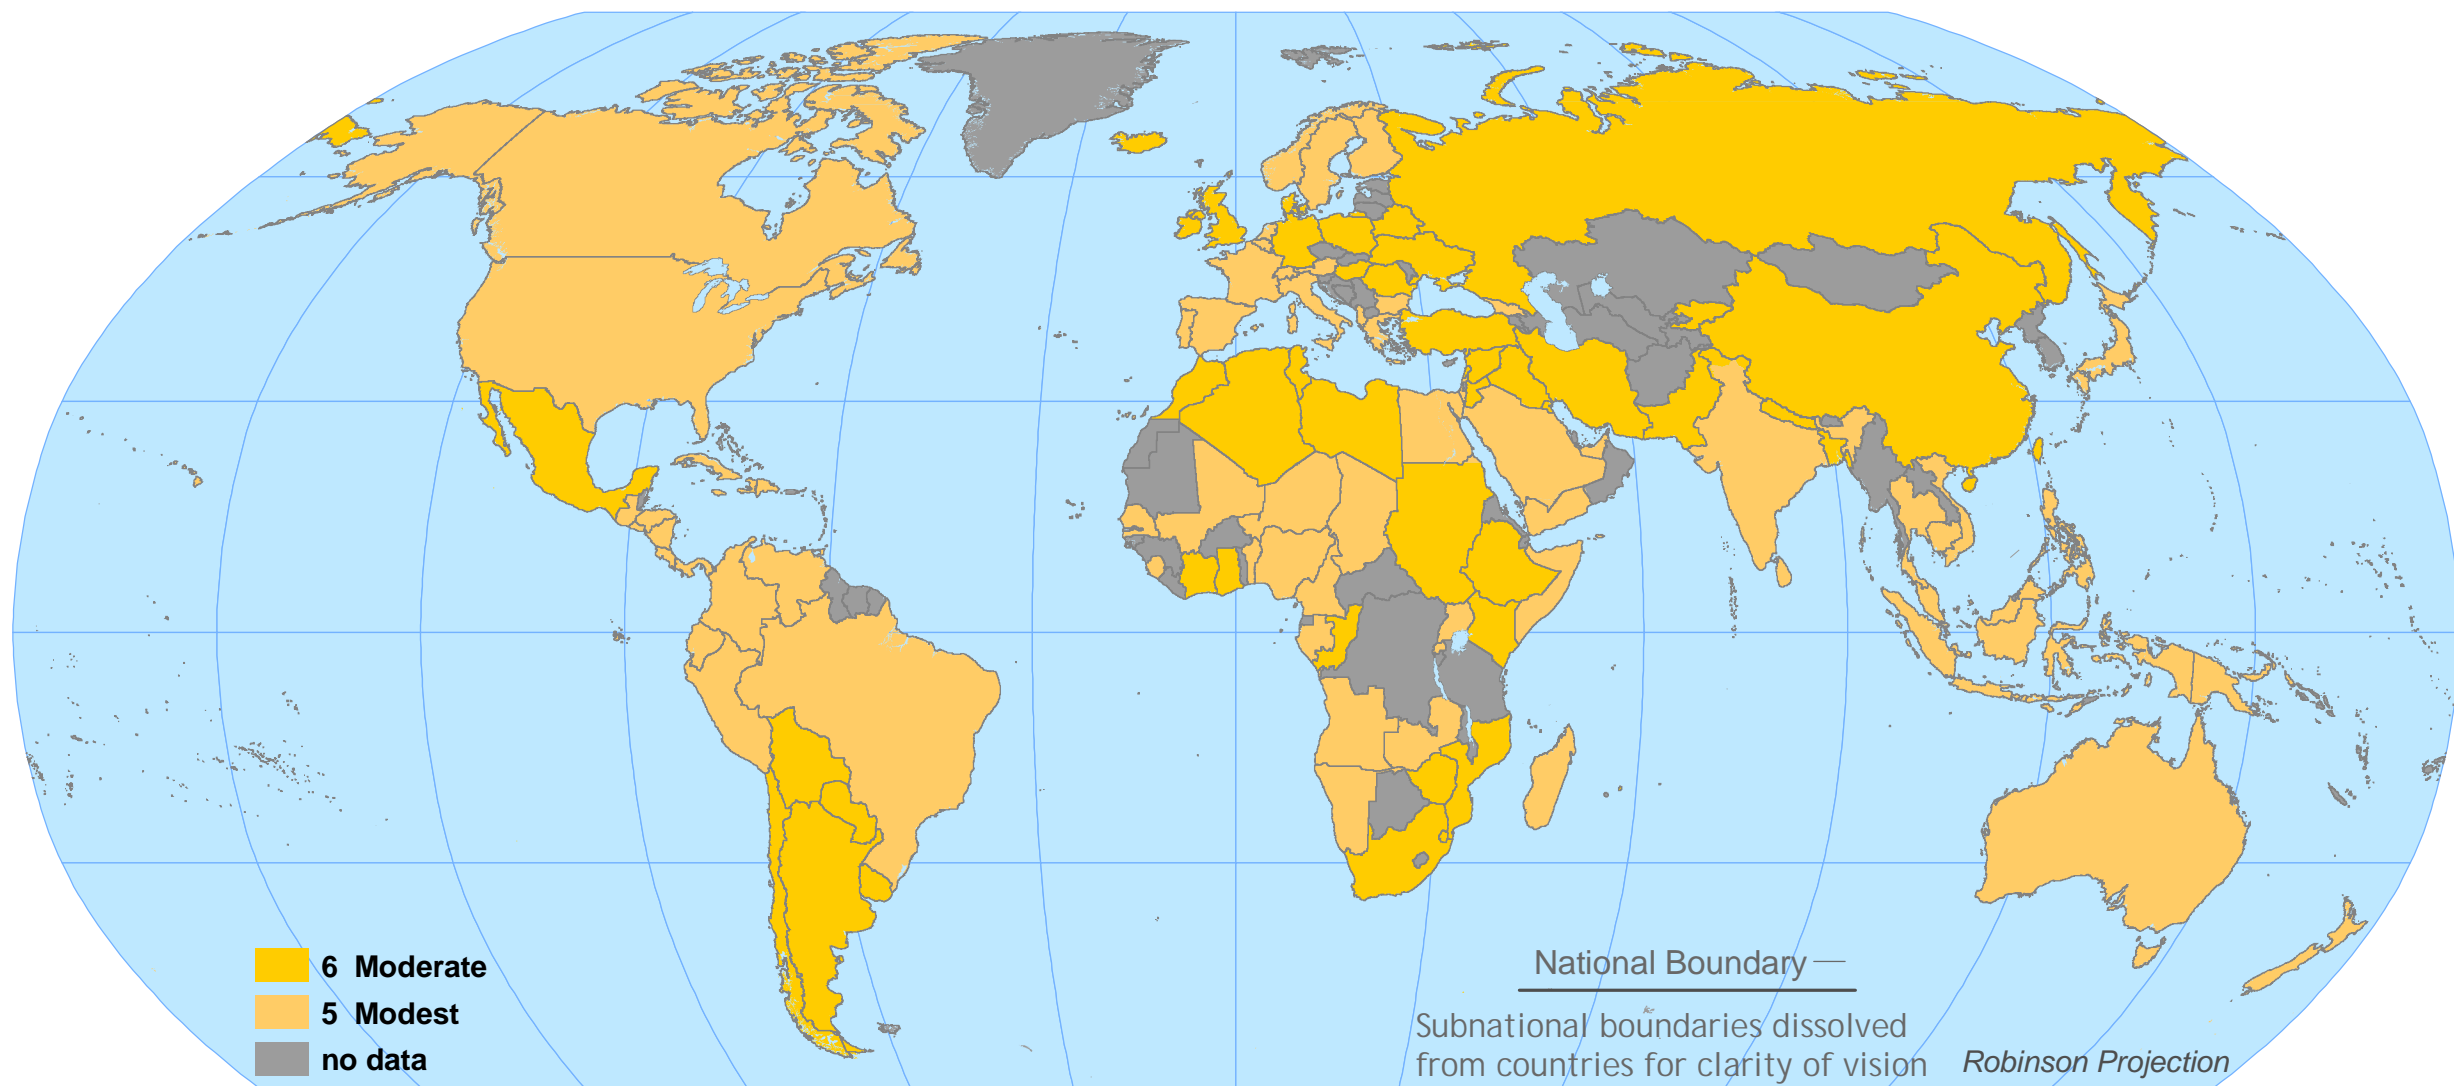 6 Moderate
5 Modest
no data
National Boundary
Subnational boundaries dissolved
from countries for clarity of vision
Robinson Projection